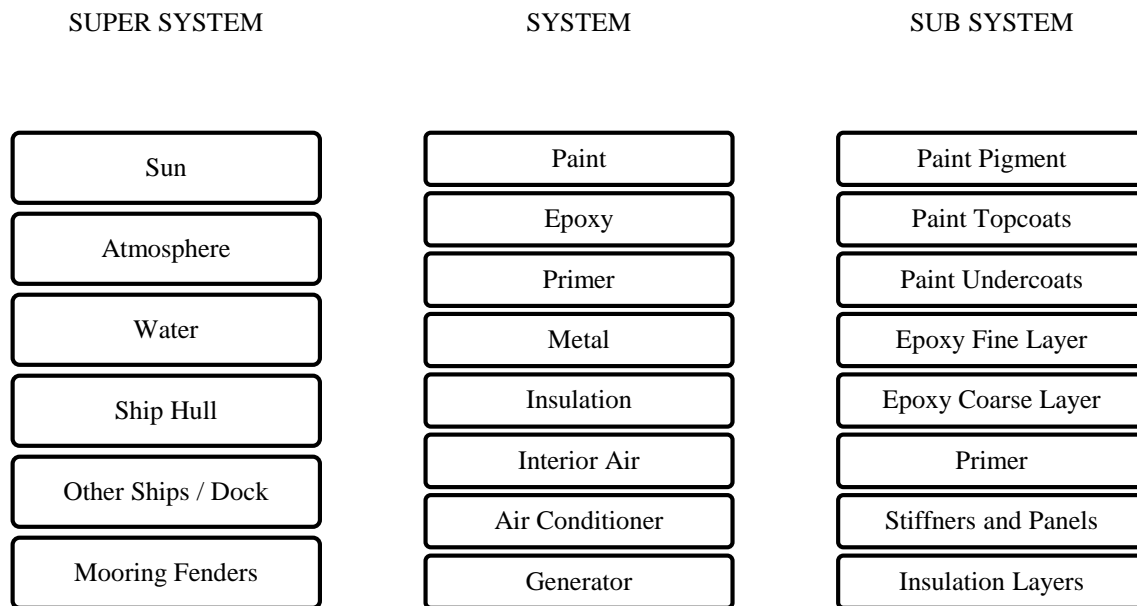 SUPER SYSTEM
SYSTEM
SUB SYSTEM
Sun
Atmosphere
Water
Ship Hull
Other Ships / Dock
Mooring Fenders
Paint
Epoxy
Primer
Metal
Insulation
Interior Air
Air Conditioner
Generator
Paint Pigment
Paint Topcoats
Paint Undercoats
Epoxy Fine Layer
Epoxy Coarse Layer
Primer
Stiffners and Panels
Insulation Layers